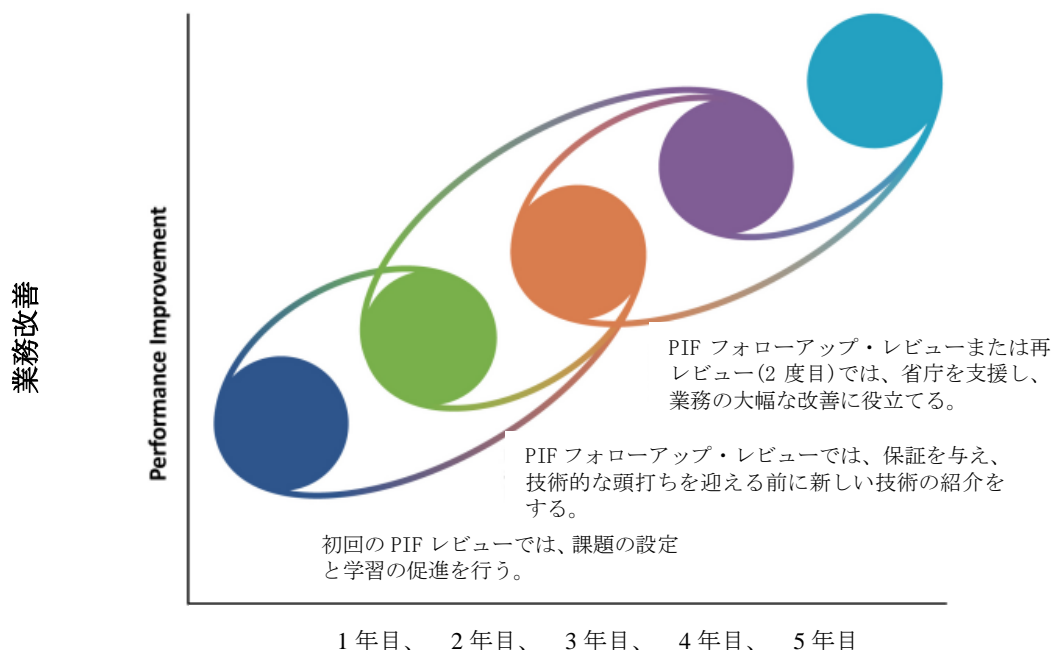 業務改善
Performance Improvement
PIF フォローアップ・レビューまたは再
レビュー(2 度目)では、省庁を支援し、
業務の大幅な改善に役立てる。
PIF フォローアップ・レビューでは、保証を与え、
技術的な頭打ちを迎える前に新しい技術の紹介を
する。
初回の PIF レビューでは、課題の設定
と学習の促進を行う。
1 年目、 2 年目、 3 年目、 4 年目、 5 年目